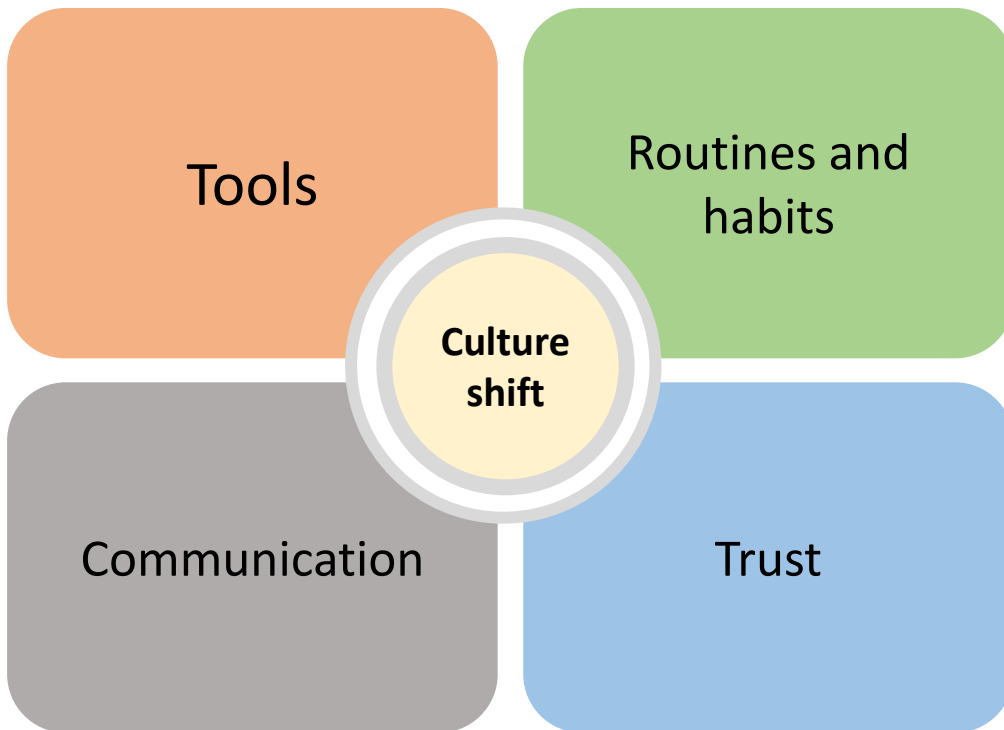 Tools
Routines and
habits
Culture
shift
Communication
Trust